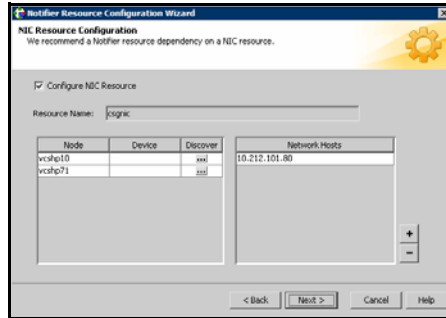 Notifier Resource Configuration Wizard
NIC Resource Configuration
We recommend a Notifier resource dependency on a NIC resource.
Configure NIC Resource
Resource Name: csgnic
Node Device Discover Network Hosts
vcshp10 ... 10.212.101.80
vcshp71 ...
+
-
< Back Next > Cancel Help